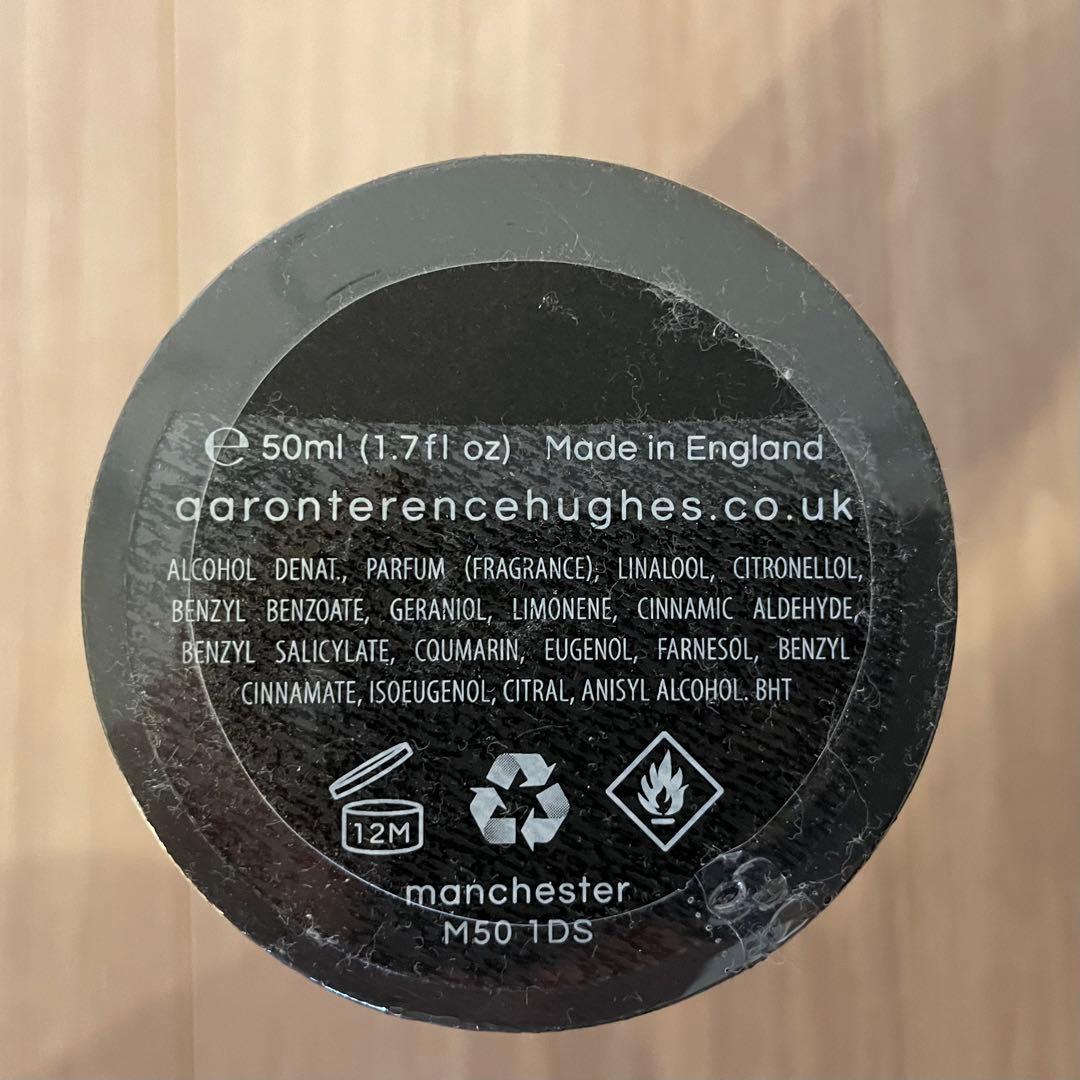 ℮ 50ml (1.7fl oz) Made in England
aaronterencehughes.co.uk
ALCOHOL DENAT., PARFUM (FRAGRANCE), LINALOOL, CITRONELLOL,
BENZYL BENZOATE, GERANIOL, LIMONENE, CINNAMIC ALDEHYDE,
BENZYL SALICYLATE, COUMARIN, EUGENOL, FARNESOL, BENZYL
CINNAMATE, ISOEUGENOL, CITRAL, ANISYL ALCOHOL. BHT
12M
manchester
M50 1DS